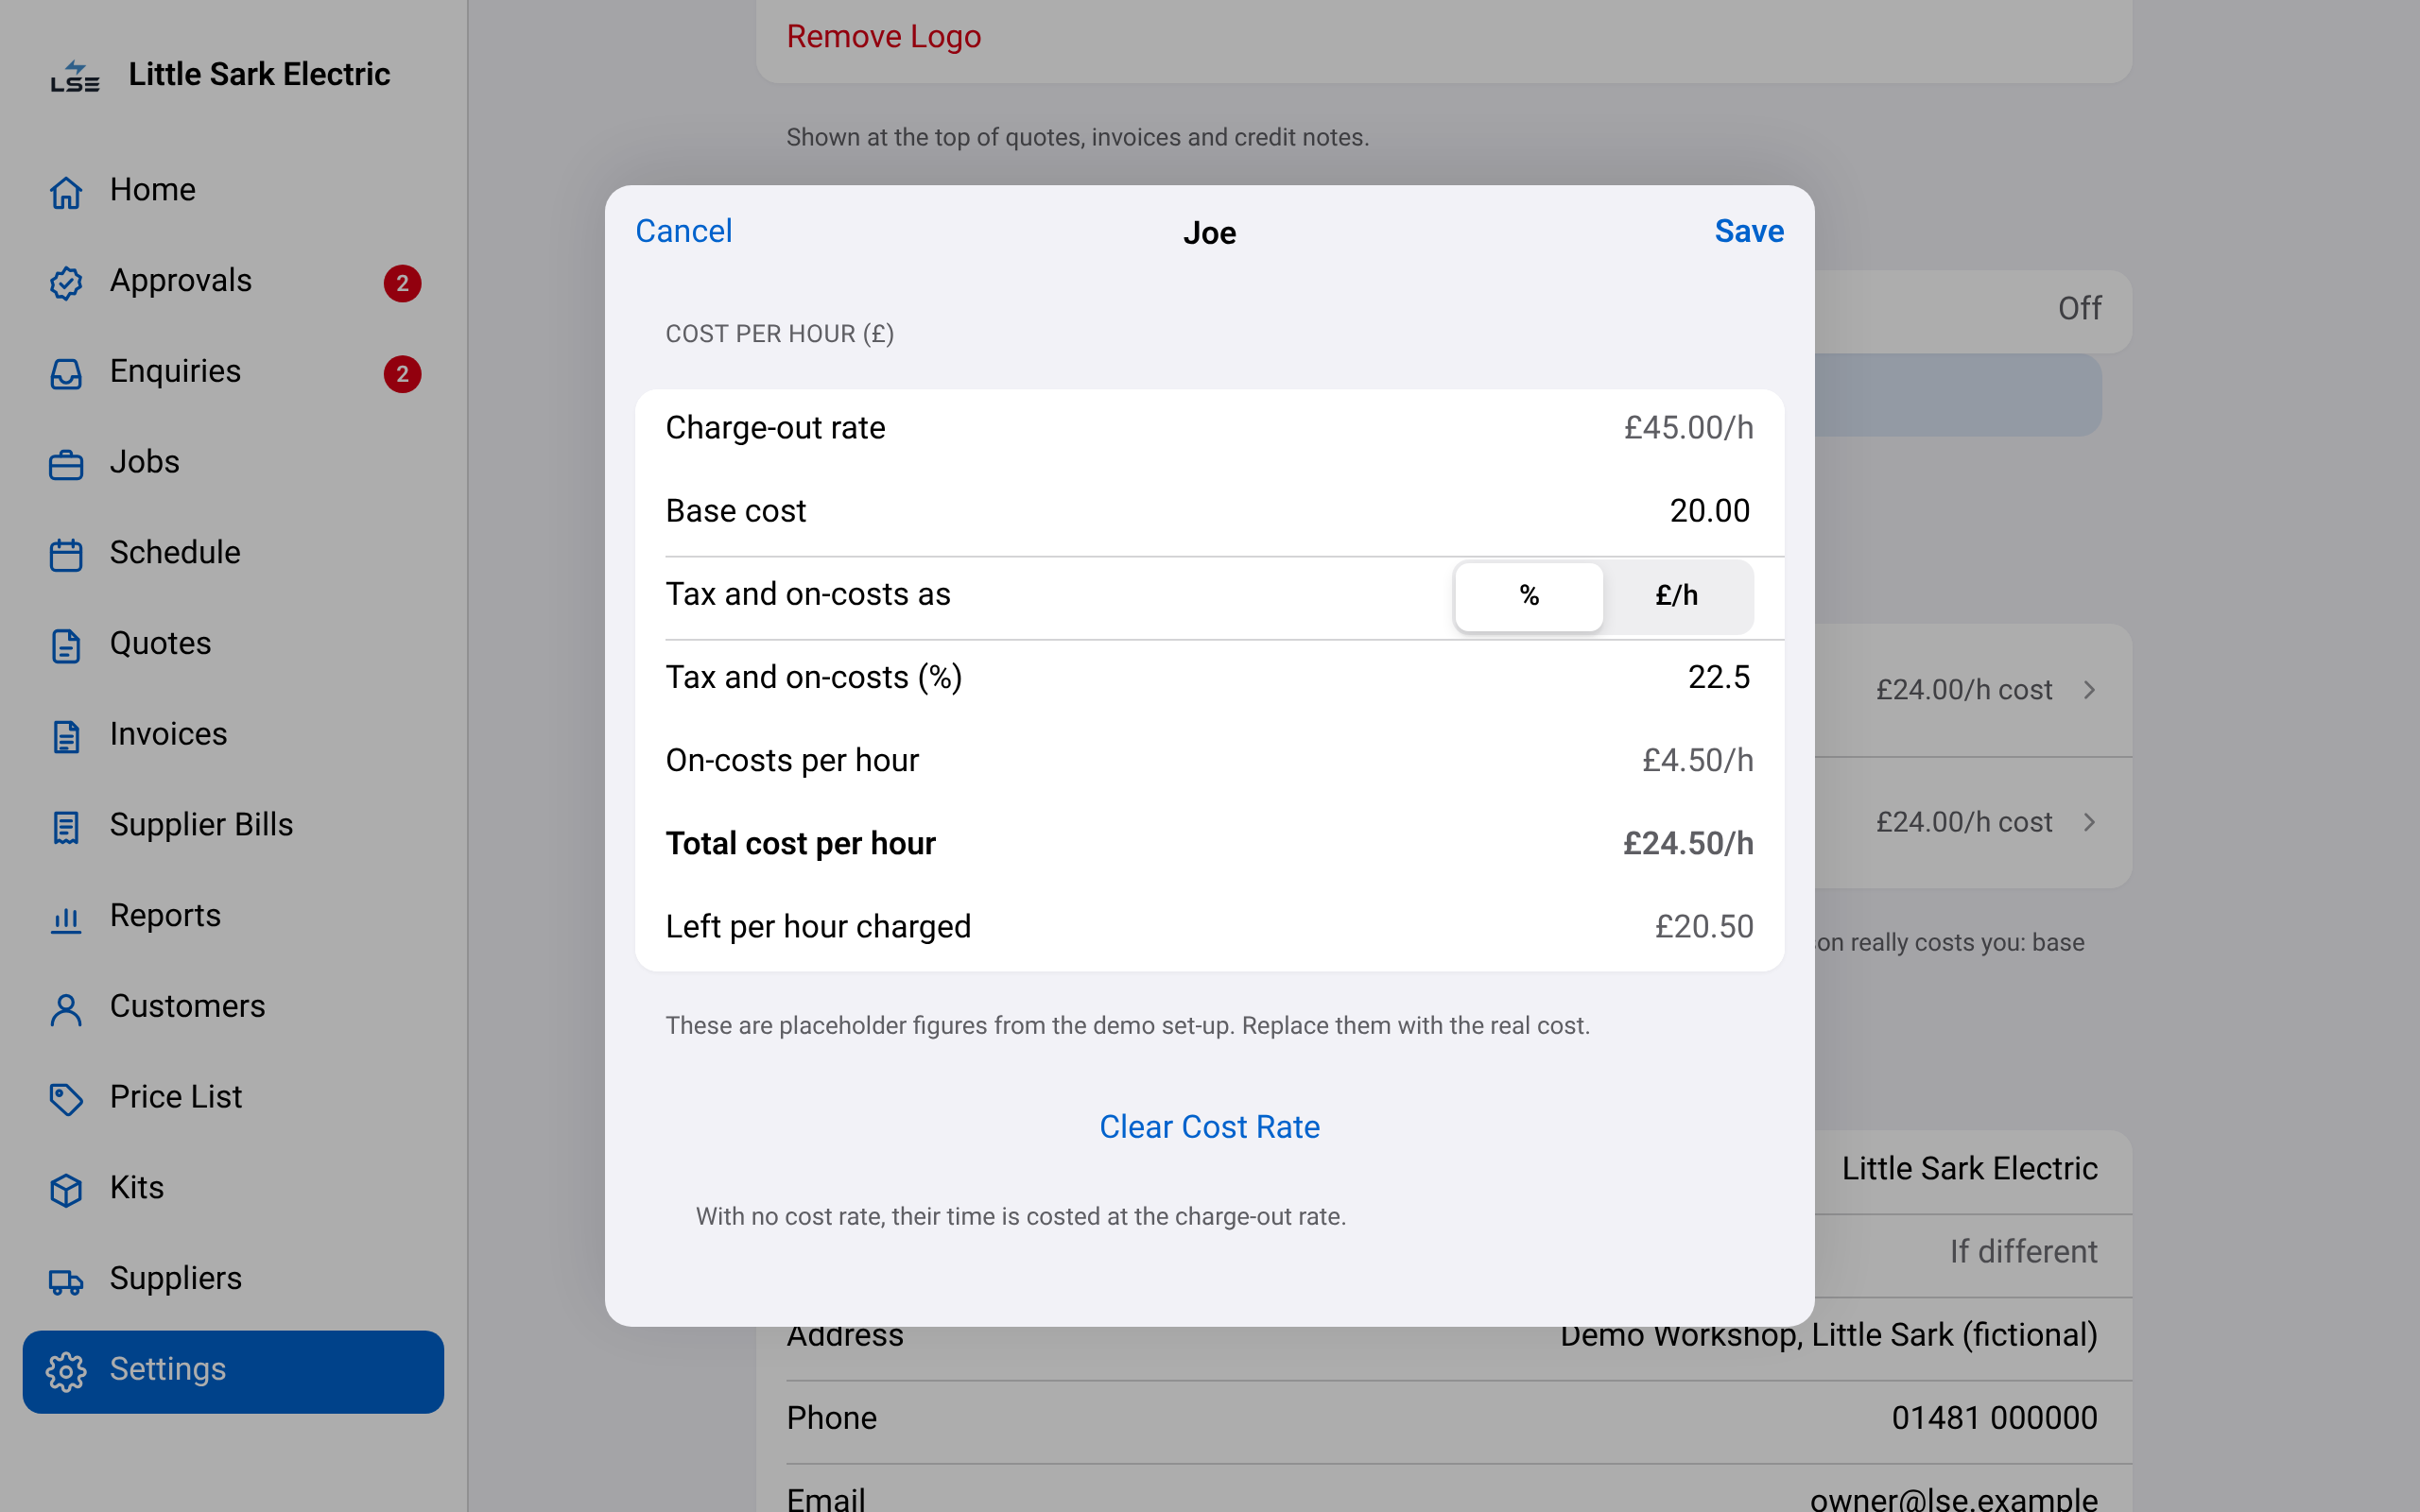 LSE
Little Sark Electric
Home
Approvals
2
Enquiries
2
Jobs
Schedule
Quotes
Invoices
Supplier Bills
Reports
Customers
Price List
Kits
Suppliers
Settings
Remove Logo
Shown at the top of quotes, invoices and credit notes.
Off
Cancel
Joe
Save
COST PER HOUR (£)
Charge-out rate
£45.00/h
Base cost
20.00
Tax and on-costs as
%
£/h
Tax and on-costs (%)
22.5
On-costs per hour
£4.50/h
Total cost per hour
£24.50/h
Left per hour charged
£20.50
These are placeholder figures from the demo set-up. Replace them with the real cost.
Clear Cost Rate
With no cost rate, their time is costed at the charge-out rate.
£24.00/h cost
£24.00/h cost
really costs you: base
Little Sark Electric
If different
Address
Demo Workshop, Little Sark (fictional)
Phone
01481 000000
Email
owner@lse.example